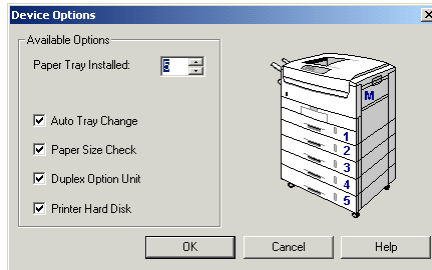 Device Options
Available Options
Paper Tray Installed:
Auto Tray Change
Paper Size Check
Duplex Option Unit
Printer Hard Disk
M
1
2
3
4
5
OK
Cancel
Help